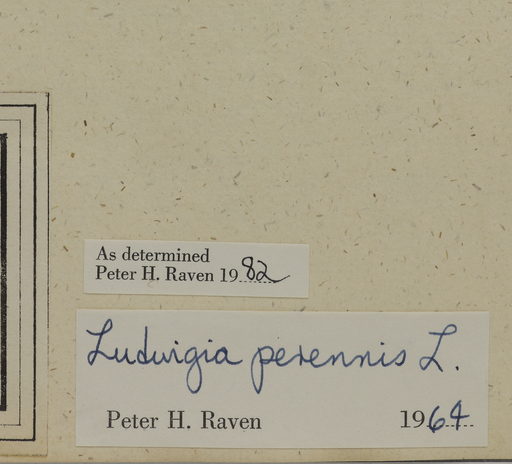 As determined
Peter H. Raven 1982
Ludwigia perennis L.
Peter H. Raven 1964